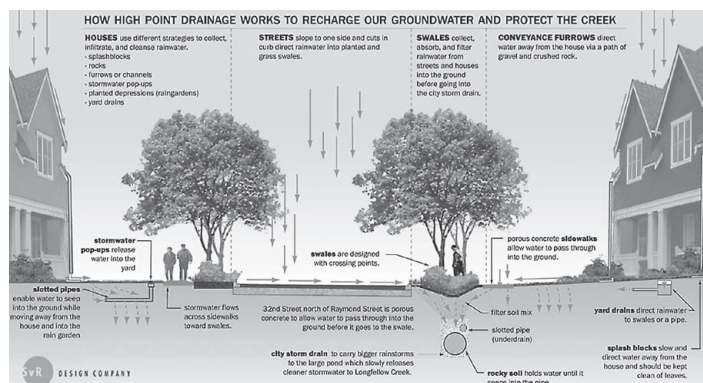 HOW HIGH POINT DRAINAGE WORKS TO RECHARGE OUR GROUNDWATER AND PROTECT THE CREEK
HOUSES use different strategies to collect,
infiltrate, and cleanse rainwater.
- splashblocks
- rocks
- furrows or channels
- stormwater pop-ups
- planted depressions (raingardens)
- yard drains
STREETS slope to one side and cuts in
curb direct rainwater into planted and
grass swales.
SWALES collect,
absorb, and filter
rainwater from
streets and houses
into the ground
before going into
the city storm drain.
CONVEYANCE FURROWS direct
water away from the house via a path of
gravel and crushed rock.
stormwater
pop-ups release
water into the
yard
swales are designed
with crossing points.
porous concrete sidewalks
allow water to pass through
into the ground.
slotted pipes
enable water to seep
into the ground while
moving away from the
house and into the
rain garden
stormwater flows
across sidewalks
toward swales.
32nd Street north of Raymond Street is porous
concrete to allow water to pass through into the
ground before it goes to the swale.
filter soil mix
slotted pipe
(underdrain)
yard drains direct rainwater
to swales or a pipe.
city storm drain to carry bigger rainstorms
to the large pond which slowly releases
cleaner stormwater to Longfellow Creek.
rocky soil holds water until it
seeps into the pipe
splash blocks slow and
direct water away from the
house and should be kept
clean of leaves.
SvR DESIGN COMPANY